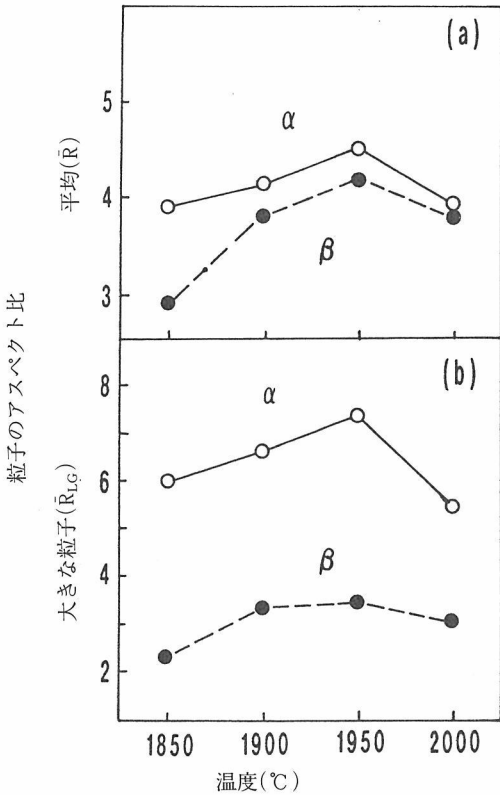 (a)
5
α
平均(R̄)
4
β
3
粒子のアスペクト比
(b)
8
α
大きな粒子(R̄LG)
6
β
4
2
1850 1900 1950 2000
温度(℃)